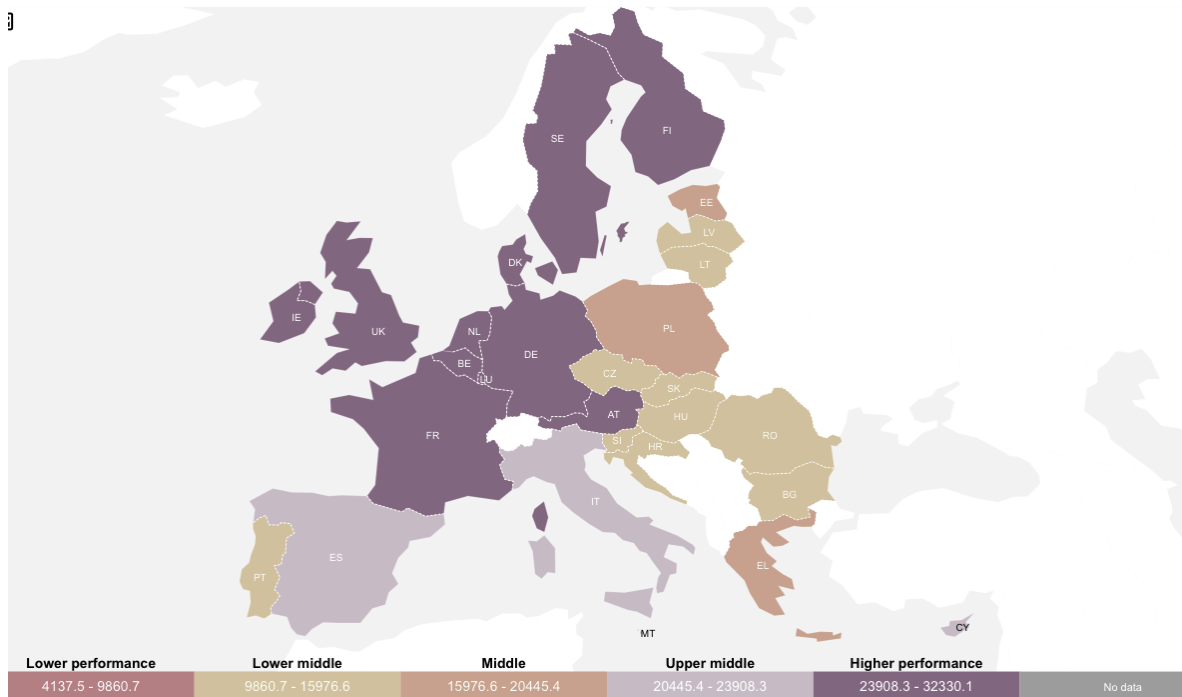 SE
FI
EE
LV
LT
DK
IE
UK
NL
BE
DE
LU
PL
CZ
SK
AT
HU
FR
SI
HR
RO
BG
IT
ES
PT
EL
MT
CY
Lower performance
Lower middle
Middle
Upper middle
Higher performance
4137.5 - 9860.7
9860.7 - 15976.6
15976.6 - 20445.4
20445.4 - 23908.3
23908.3 - 32330.1
No data